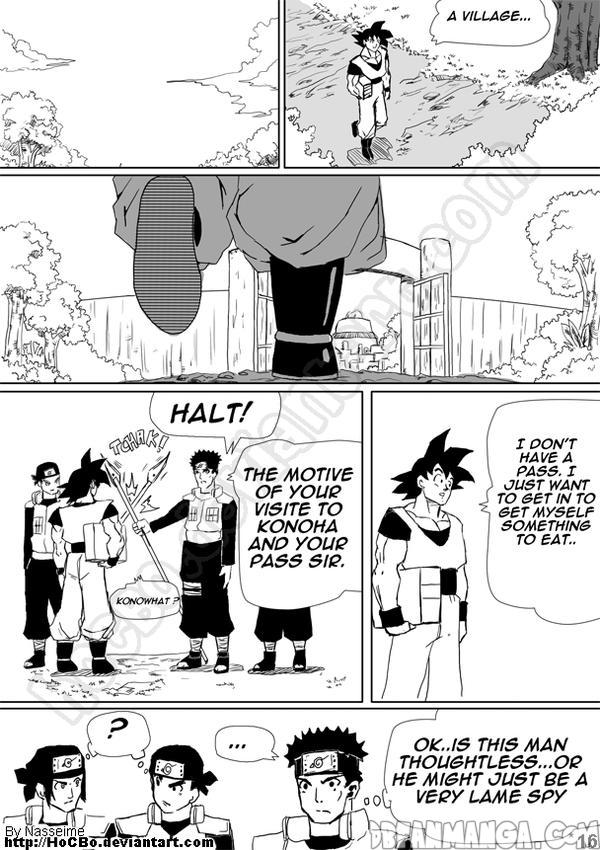 A VILLAGE...
HALT!
TCHAK!
THE MOTIVE
OF YOUR
VISITE TO
KONOHA
AND YOUR
PASS SIR.
KONOWHAT ?
I DON'T
HAVE A
PASS. I
JUST WANT
TO GET IN TO
GET MYSELF
SOMETHING
TO EAT..
?
...
OK..IS THIS MAN
THOUGHTLESS...OR
HE MIGHT JUST BE A
VERY LAME SPY
By Nasseime
http://HoCBo.deviantart.com
DBZANMANGA.COM
16